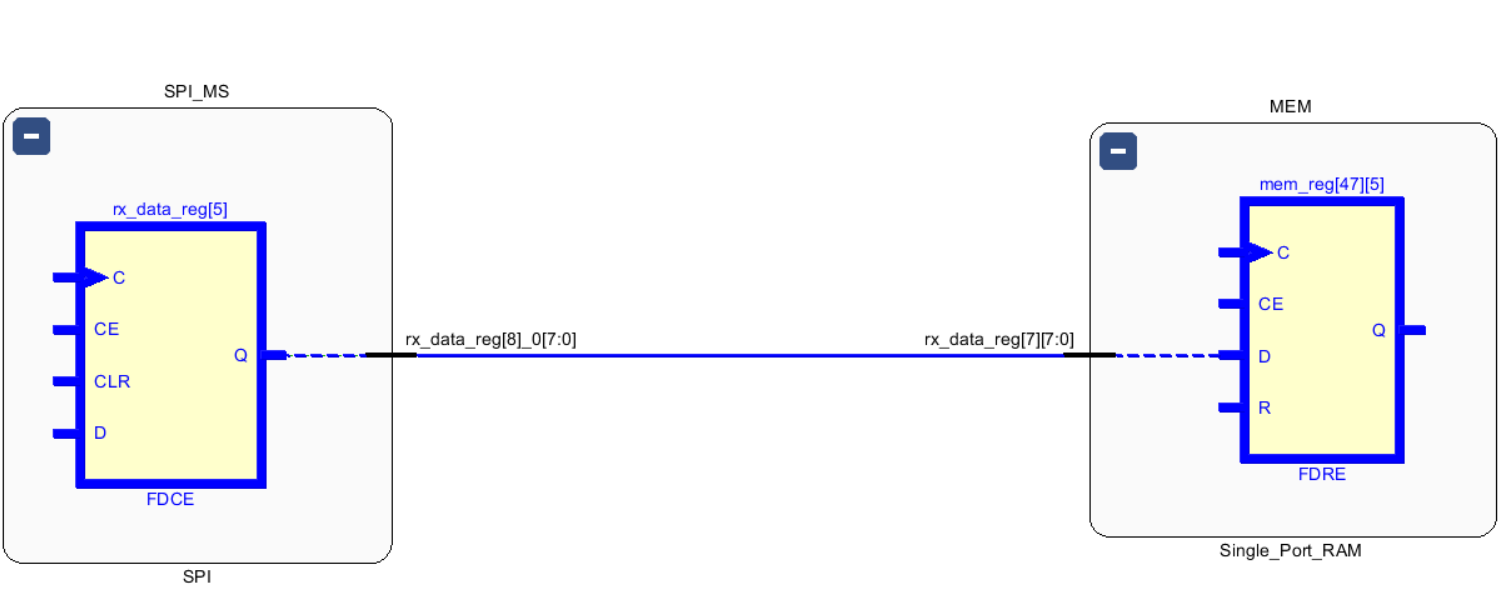 SPI_MS
rx_data_reg[5]
C
CE
CLR
D
Q
FDCE
SPI
rx_data_reg[8]_0[7:0]
rx_data_reg[7][7:0]
MEM
mem_reg[47][5]
C
CE
D
R
Q
FDRE
Single_Port_RAM